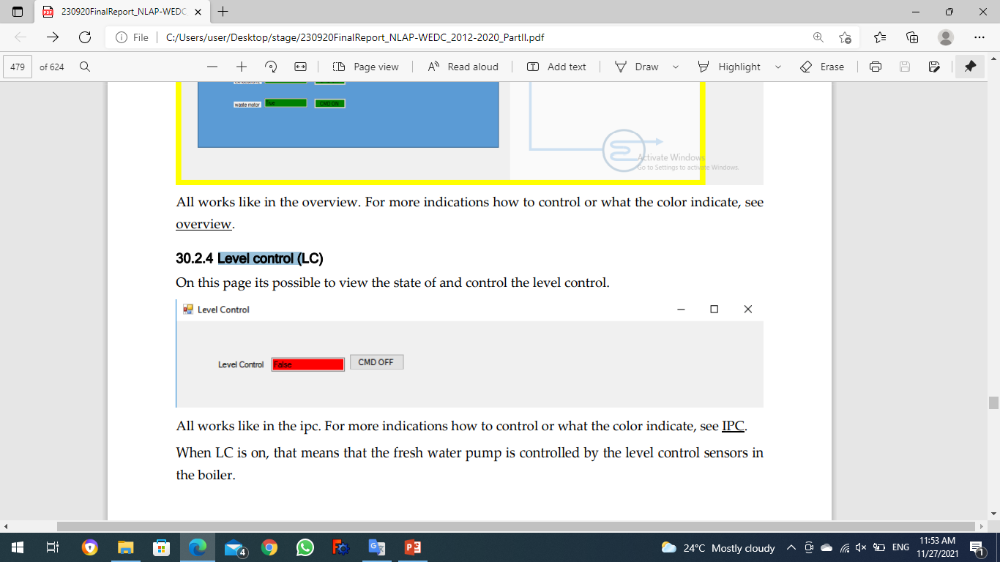 230920FinalReport_NLAP-WEDC
File
C:/Users/user/Desktop/stage/230920FinalReport_NLAP-WEDC_2012-2020_PartII.pdf
479 of 624
Page view
Read aloud
Add text
Draw
Highlight
Erase
waste motor True CMD ON
Activate Windows
Go to Settings to activate Windows.
All works like in the overview. For more indications how to control or what the color indicate, see
overview.
30.2.4 Level control (LC)
On this page its possible to view the state of and control the level control.
Level Control
Level Control False CMD OFF
All works like in the ipc. For more indications how to control or what the color indicate, see IPC.
When LC is on, that means that the fresh water pump is controlled by the level control sensors in
the boiler.
4
24°C Mostly cloudy
ENG
11:53 AM
11/27/2021
1